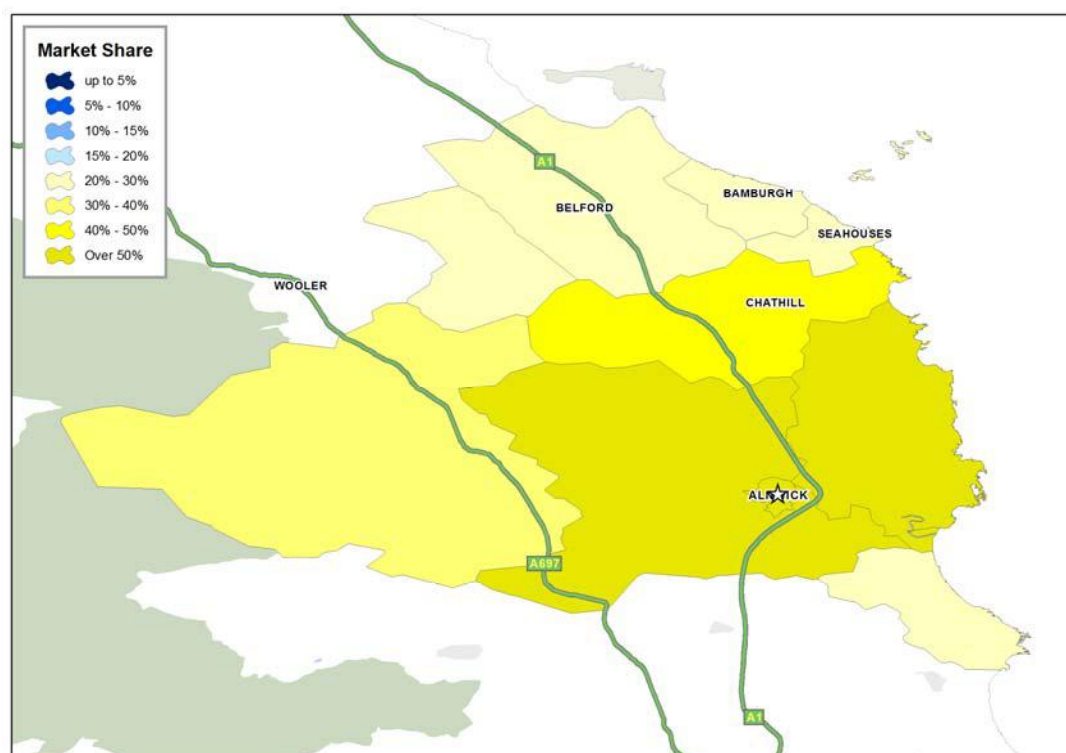 Market Share
up to 5%
5% - 10%
10% - 15%
15% - 20%
20% - 30%
30% - 40%
40% - 50%
Over 50%
A1
BAMBURGH
BELFORD
SEAHOUSES
WOOLER
CHATHILL
A697
A1